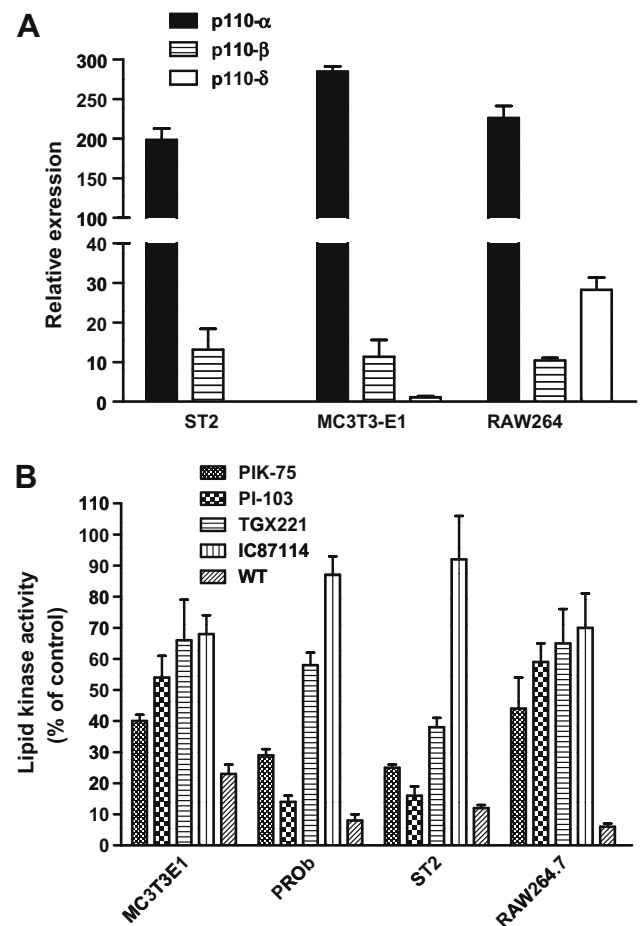 A
p110-α
p110-β
p110-δ
300
250
200
150
100
40
30
20
10
0
Relative exression
ST2
MC3T3-E1
RAW264
B
PIK-75
PI-103
TGX221
IC87114
WT
110
100
90
80
70
60
50
40
30
20
10
0
Lipid kinase activity
(% of control)
MC3T3E1
PROb
ST2
RAW264.7